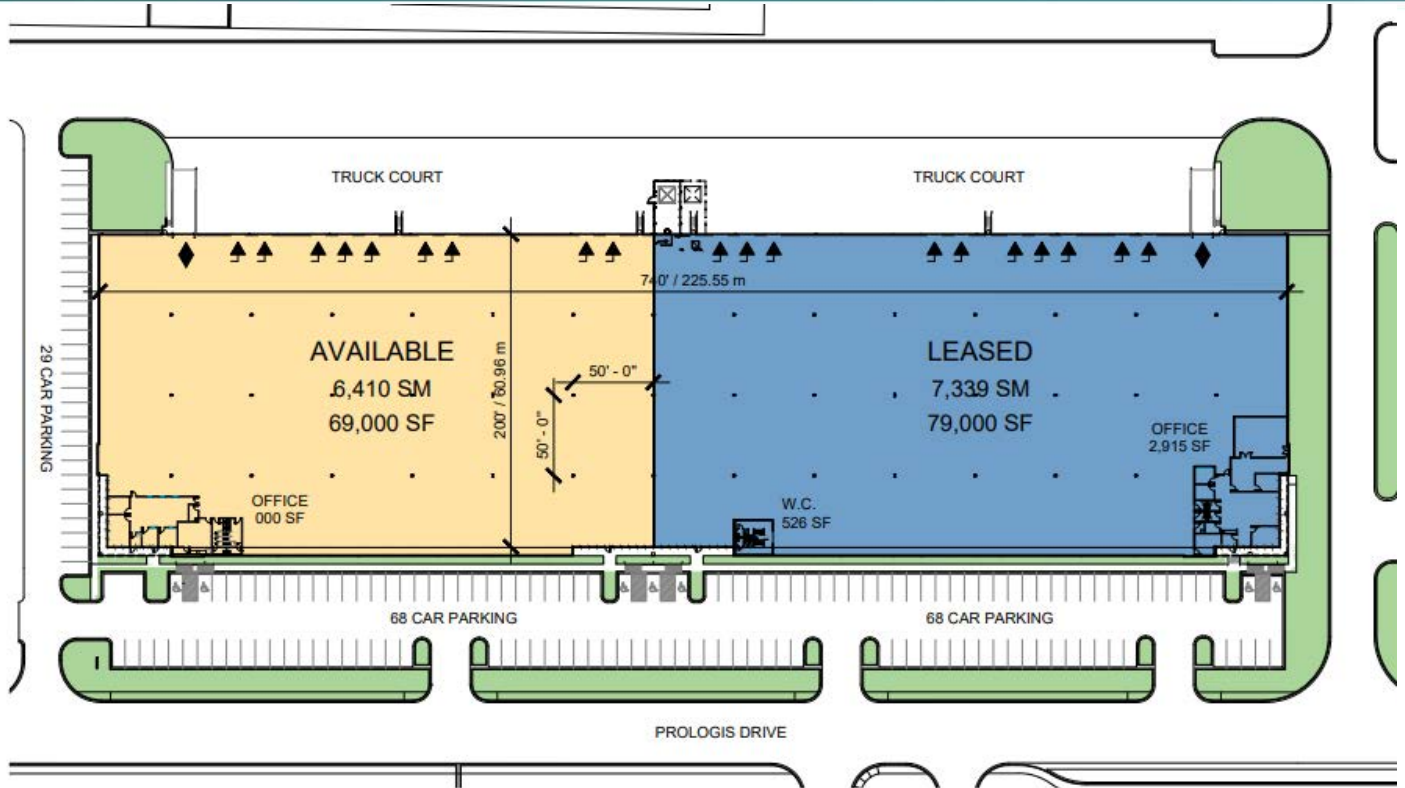 TRUCK COURT
TRUCK COURT
740' / 225.55 m
AVAILABLE
6,410 SM
69,000 SF
200' / 60.96 m
50' - 0"
50' - 0"
LEASED
7,339 SM
79,000 SF
OFFICE
2,915 SF
29 CAR PARKING
OFFICE
000 SF
W.C.
526 SF
68 CAR PARKING
68 CAR PARKING
PROLOGIS DRIVE